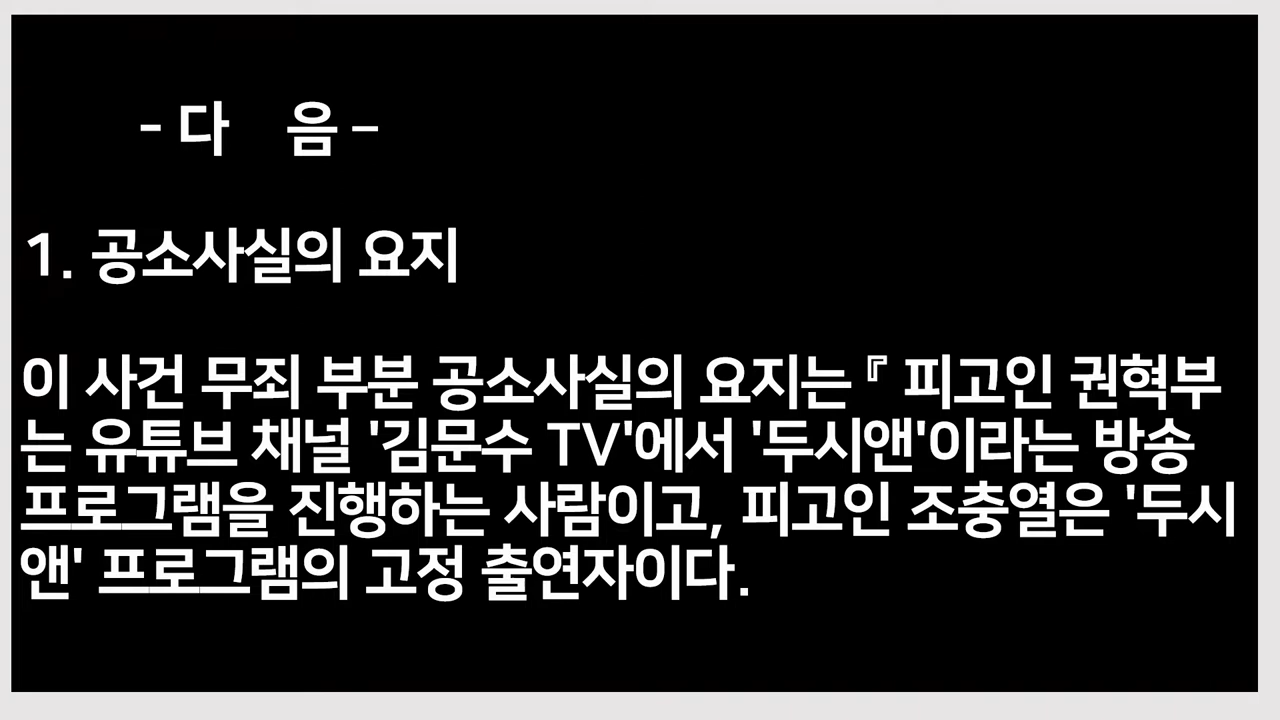 - 다 음 –
1. 공소사실의 요지
이 사건 무죄 부분 공소사실의 요지는『 피고인 권혁부
는 유튜브 채널 '김문수 TV'에서 '두시앤'이라는 방송
프로그램을 진행하는 사람이고, 피고인 조충열은 '두시
앤' 프로그램의 고정 출연자이다.